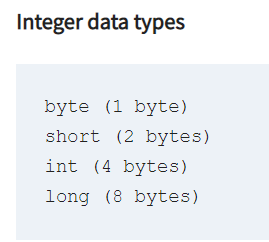 Integer data types
byte (1 byte)
short (2 bytes)
int (4 bytes)
long (8 bytes)